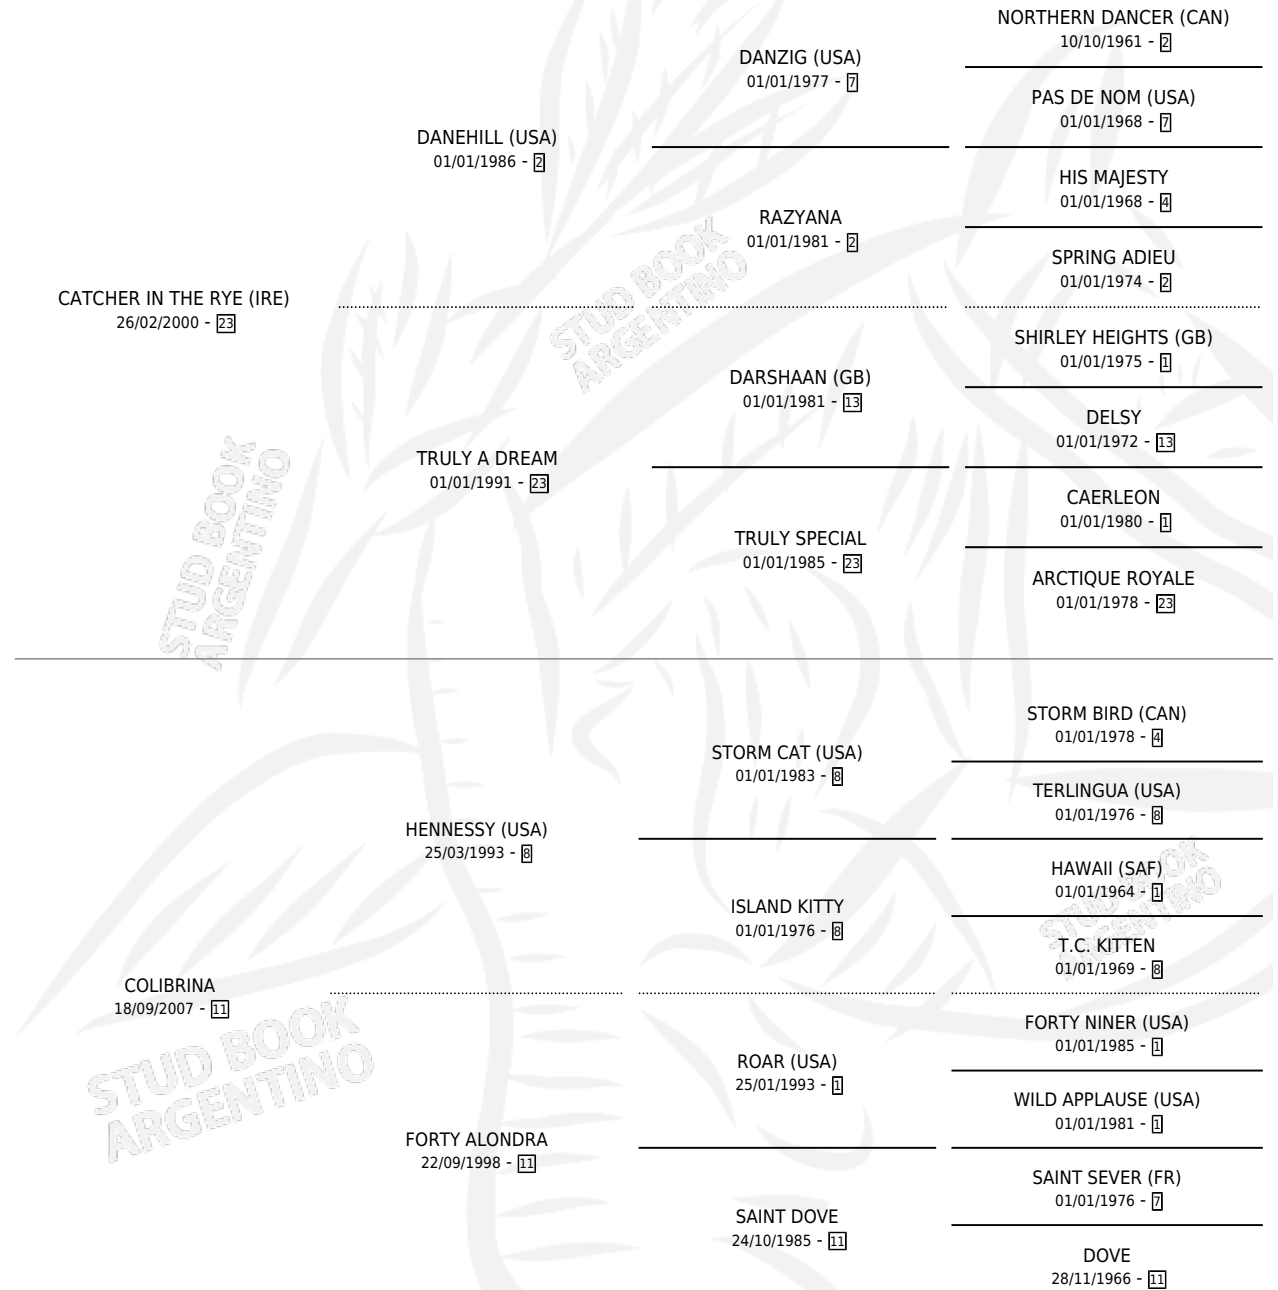 NORTHERN DANCER (CAN)
10/10/1961 - 2
DANZIG (USA)
01/01/1977 - 7
PAS DE NOM (USA)
01/01/1968 - 7
DANEHILL (USA)
01/01/1986 - 2
HIS MAJESTY
01/01/1968 - 4
RAZYANA
01/01/1981 - 2
SPRING ADIEU
01/01/1974 - 2
CATCHER IN THE RYE (IRE)
26/02/2000 - 23
STUD BOOK
ARGENTINO
SHIRLEY HEIGHTS (GB)
01/01/1975 - 1
DARSHAAN (GB)
01/01/1981 - 13
DELSY
01/01/1972 - 13
TRULY A DREAM
01/01/1991 - 23
CAERLEON
01/01/1980 - 1
TRULY SPECIAL
01/01/1985 - 23
ARCTIQUE ROYALE
01/01/1978 - 23
STUD BOOK
ARGENTINO
STORM BIRD (CAN)
01/01/1978 - 4
STORM CAT (USA)
01/01/1983 - 8
TERLINGUA (USA)
01/01/1976 - 8
HENNESSY (USA)
25/03/1993 - 8
HAWAII (SAF)
01/01/1964 - 1
ISLAND KITTY
01/01/1976 - 8
STUD BOOK
ARGENTINO
T.C. KITTEN
01/01/1969 - 8
COLIBRINA
18/09/2007 - 11
STUD BOOK
ARGENTINO
FORTY NINER (USA)
01/01/1985 - 1
ROAR (USA)
25/01/1993 - 1
WILD APPLAUSE (USA)
01/01/1981 - 1
FORTY ALONDRA
22/09/1998 - 11
SAINT SEVER (FR)
01/01/1976 - 7
SAINT DOVE
24/10/1985 - 11
DOVE
28/11/1966 - 11